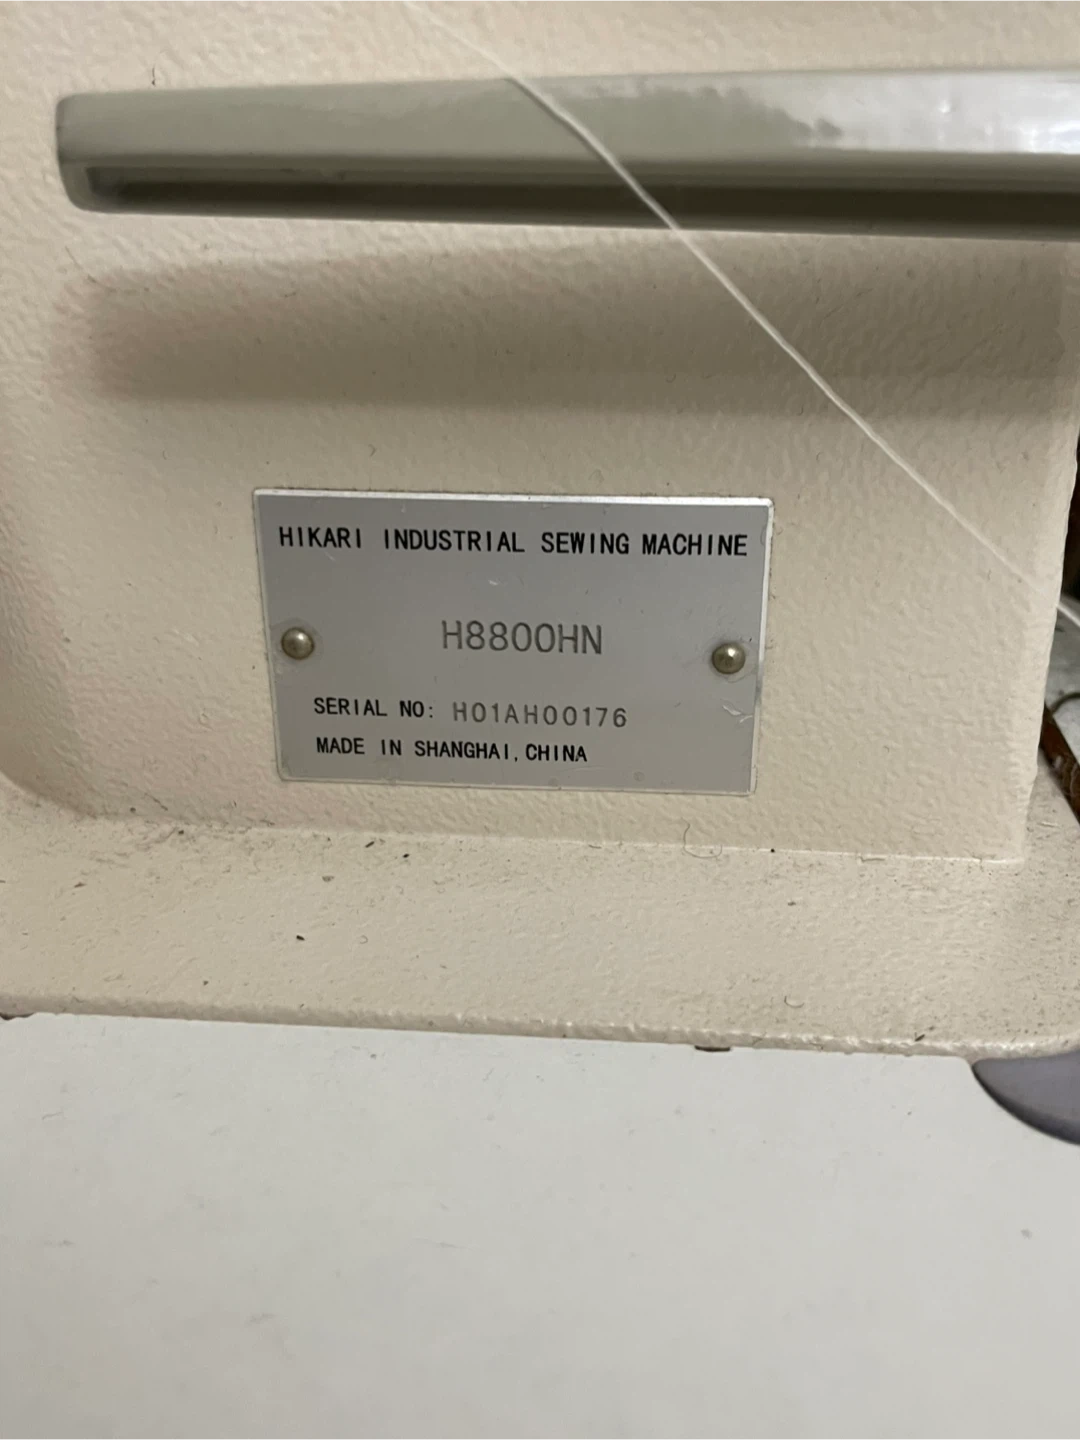 HIKARI INDUSTRIAL SEWING MACHINE
H8800HN
SERIAL NO: H01AH00176
MADE IN SHANGHAI, CHINA